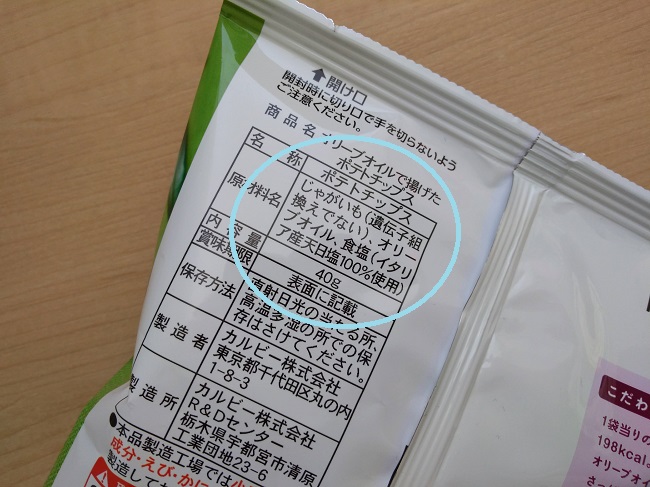 開け口
開封時に切り口で手を切らないよう
ご注意ください。
商品名 オリーブオイルで揚げた
ポテトチップス
名称 ポテトチップス
原材料名 じゃがいも(遺伝子組
換えでない)、オリー
ブオイル、食塩(イタリ
ア産天日塩100%使用)
内容量 40g
賞味期限 表面に記載
保存方法 直射日光の当たる所、
高温多湿の所での保
存はさけてください。
製造者 カルビー株式会社
東京都千代田区丸の内
1-8-3
製造所 カルビー株式会社
R&Dセンター
栃木県宇都宮市清原
工業団地23-6
●本品製造工場では小
成分・えび・かに
製造して
こだわ
1袋当りの
198kcal。
オリーブオイ